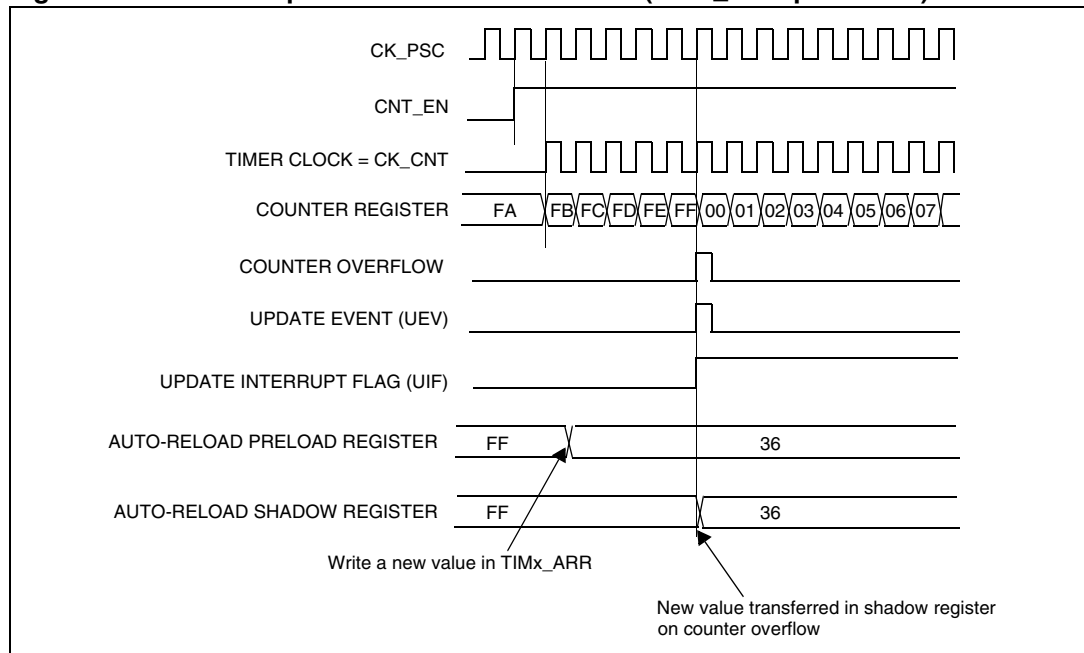 CK_PSC
CNT_EN
TIMER CLOCK = CK_CNT
COUNTER REGISTER FA FB FC FD FE FF 00 01 02 03 04 05 06 07
COUNTER OVERFLOW
UPDATE EVENT (UEV)
UPDATE INTERRUPT FLAG (UIF)
AUTO-RELOAD PRELOAD REGISTER FF 36
AUTO-RELOAD SHADOW REGISTER FF 36
Write a new value in TIMx_ARR
New value transferred in shadow register
on counter overflow